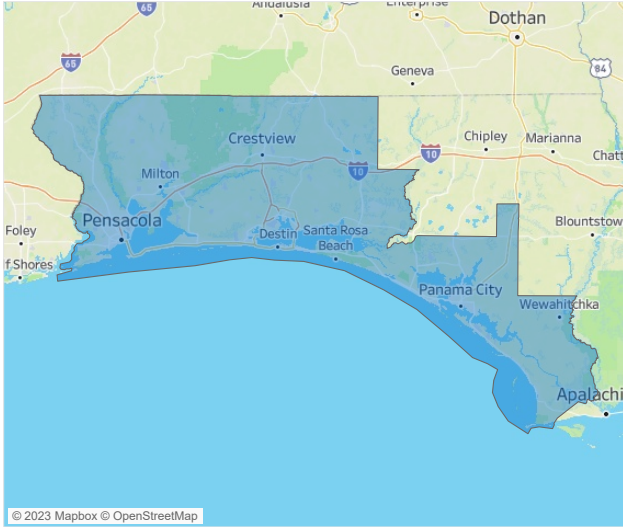 Andalusia
Enterprise
65
Dothan
65
Geneva
84
Crestview
Chipley
Marianna
10
Chatt
Milton
10
Pensacola
Foley
Destin
Santa Rosa
Beach
Blountstow
f Shores
Panama City
Wewahitchka
Apalachi
© 2023 Mapbox © OpenStreetMap